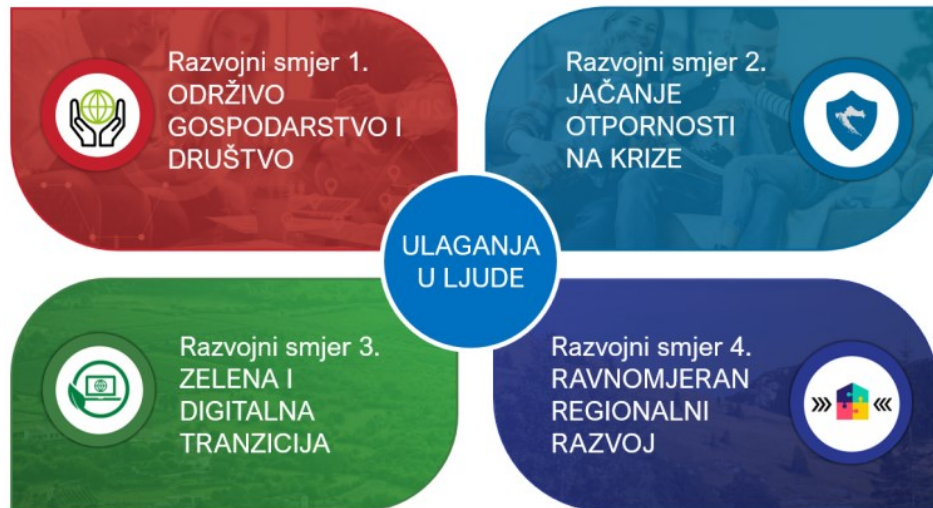 Razvojni smjer 1.
ODRŽIVO
GOSPODARSTVO I
DRUŠTVO
Razvojni smjer 2.
JAČANJE
OTPORNOSTI
NA KRIZE
ULAGANJA
U LJUDE
Razvojni smjer 3.
ZELENA I
DIGITALNA
TRANZICIJA
Razvojni smjer 4.
RAVNOMJERAN
REGIONALNI
RAZVOJ